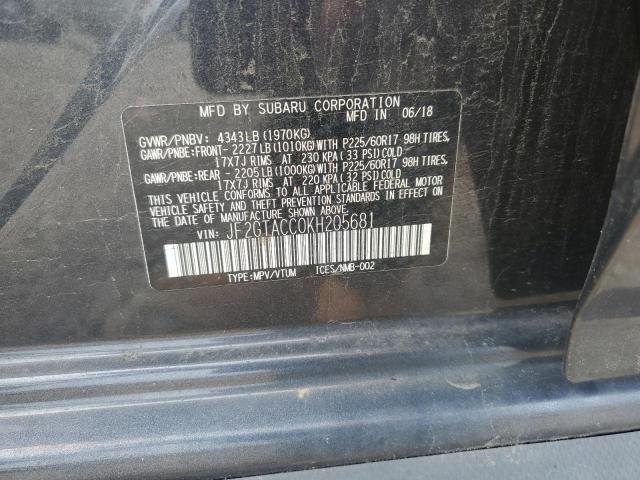 MFD BY SUBARU CORPORATION
MFD IN 06/18
GVWR/PNBV: 4343LB (1970KG)
GAWR/PNBE:FRONT- 2227LB(1010KG)WITH P225/60R17 98H TIRES,
17X7J RIMS AT 230 KPA(33 PSI)COLD
GAWR/PNBE:REAR - 2205LB(1000KG)WITH P225/60R17 98H TIRES,
17X7J RIMS AT 220 KPA(32 PSI)COLD
THIS VEHICLE CONFORMS TO ALL APPLICABLE FEDERAL MOTOR
VEHICLE SAFETY AND THEFT PREVENTION STANDARDS IN EFFECT ON
THE DATE OF MANUFACTURE SHOWN ABOVE.
VIN: JF2GTACC0KH205681
TYPE:MPV/VTUM ICES/NMB-002